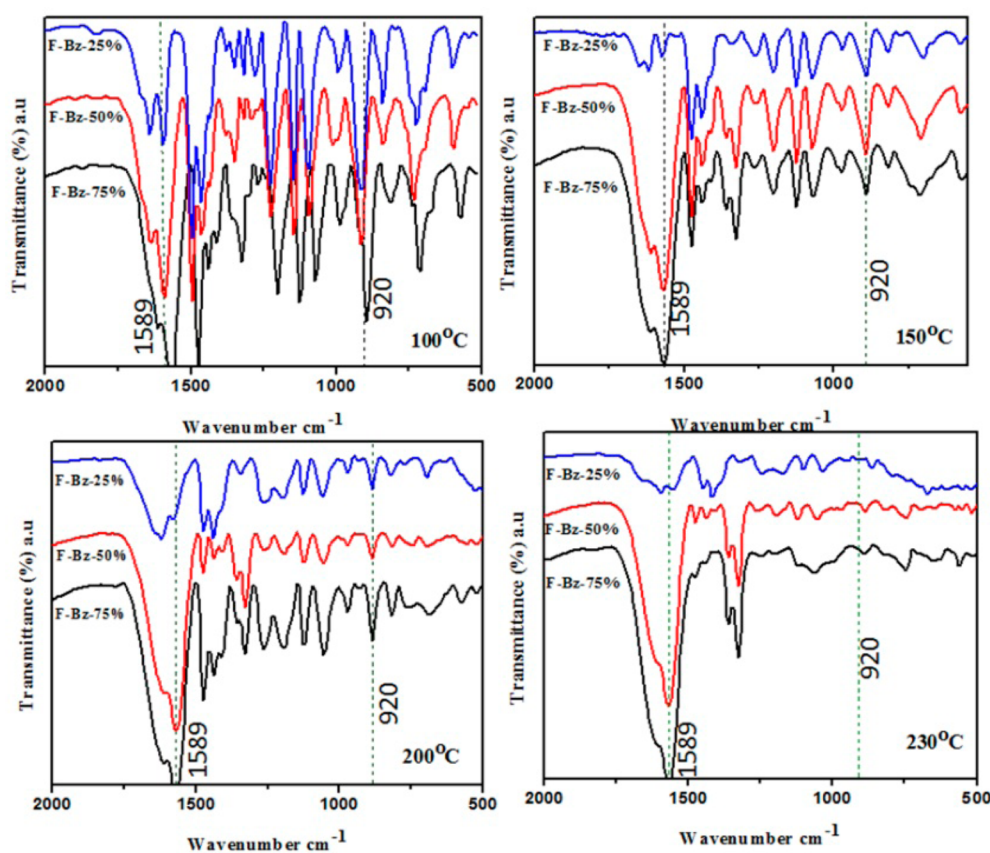 Transmittance (%) a.u
F-Bz-25%
F-Bz-50%
F-Bz-75%
1589
920
100°C
2000
1500
1000
500
Wavenumber cm-1
Transmittance (%) a.u
F-Bz-25%
F-Bz-50%
F-Bz-75%
1589
920
150°C
2000
1500
1000
Wavenumber cm-1
Transmittance (%) a.u
F-Bz-25%
F-Bz-50%
F-Bz-75%
1589
920
200°C
2000
1500
1000
500
Wavenumber cm-1
Transmittance (%) a.u
F-Bz-25%
F-Bz-50%
F-Bz-75%
1589
920
230°C
2000
1500
1000
500
Wavenumber cm-1